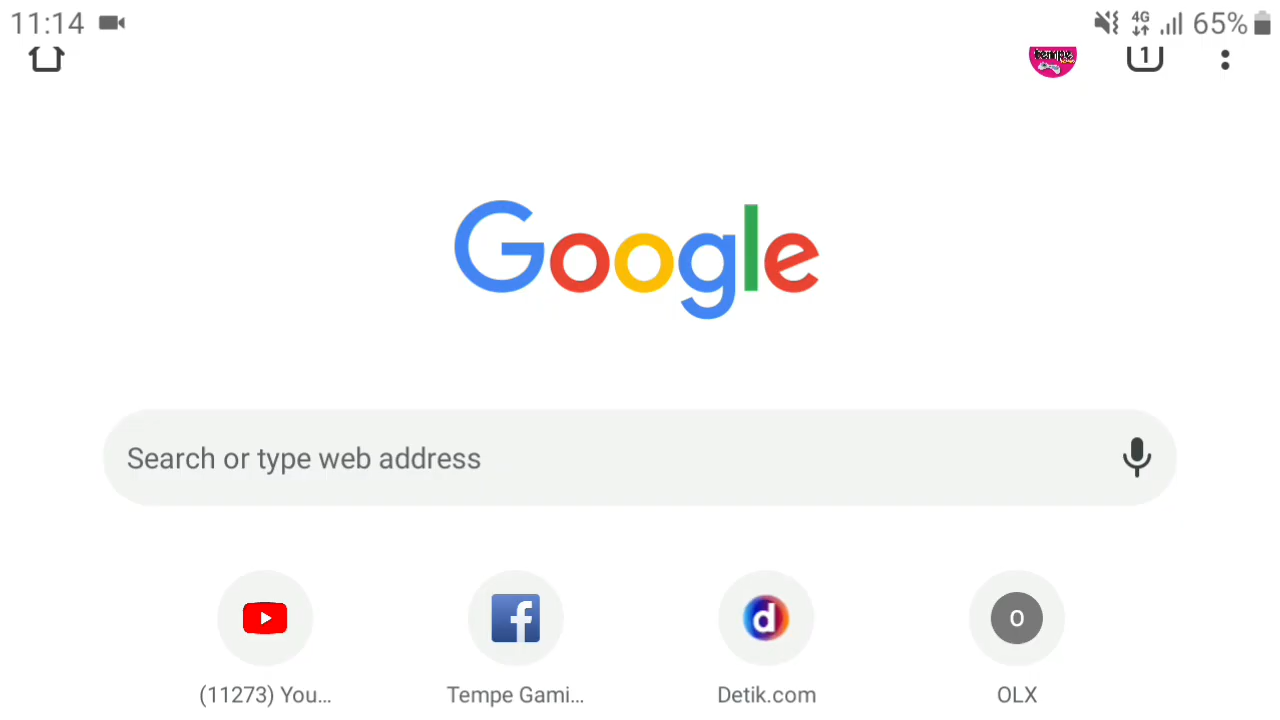 11:14 4G 65%
1
Google
Search or type web address
(11273) You... Tempe Gami... Detik.com OLX